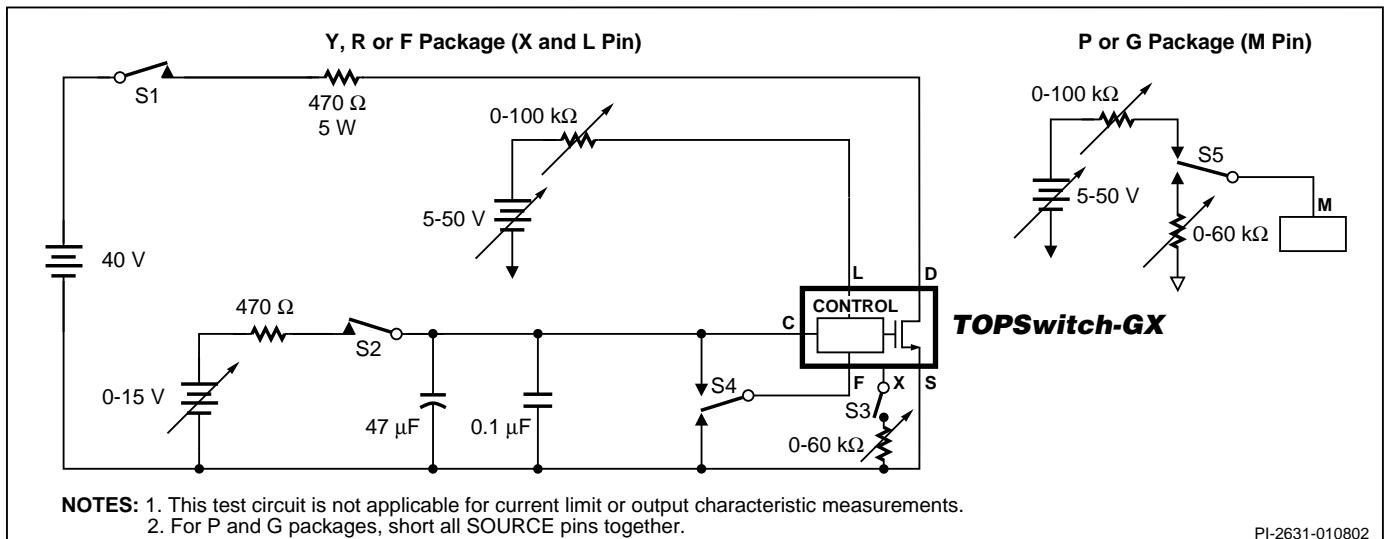 Y, R or F Package (X and L Pin)
P or G Package (M Pin)
S1
470 Ω
5 W
0-100 kΩ
5-50 V
40 V
470 Ω
S2
0-15 V
47 µF
0.1 µF
S4
L
D
CONTROL
C
TOPSwitch-GX
F
X
S
S3
0-60 kΩ
0-100 kΩ
S5
5-50 V
M
0-60 kΩ
NOTES: 1. This test circuit is not applicable for current limit or output characteristic measurements.
2. For P and G packages, short all SOURCE pins together.
PI-2631-010802